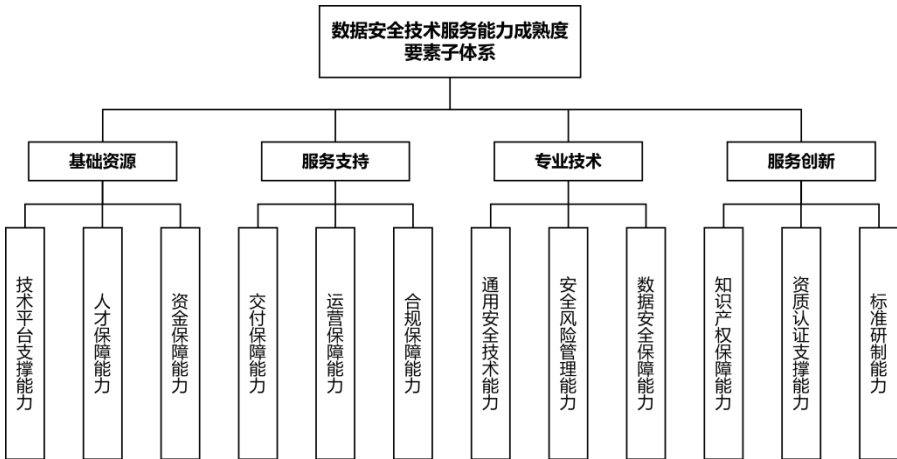 数据安全技术服务能力成熟度
要素子体系
基础资源
服务支持
专业技术
服务创新
技术平台支撑能力
人才保障能力
资金保障能力
交付保障能力
运营保障能力
合规保障能力
通用安全技术能力
安全风险管理能力
数据安全保障能力
知识产权保障能力
资质认证支撑能力
标准研制能力